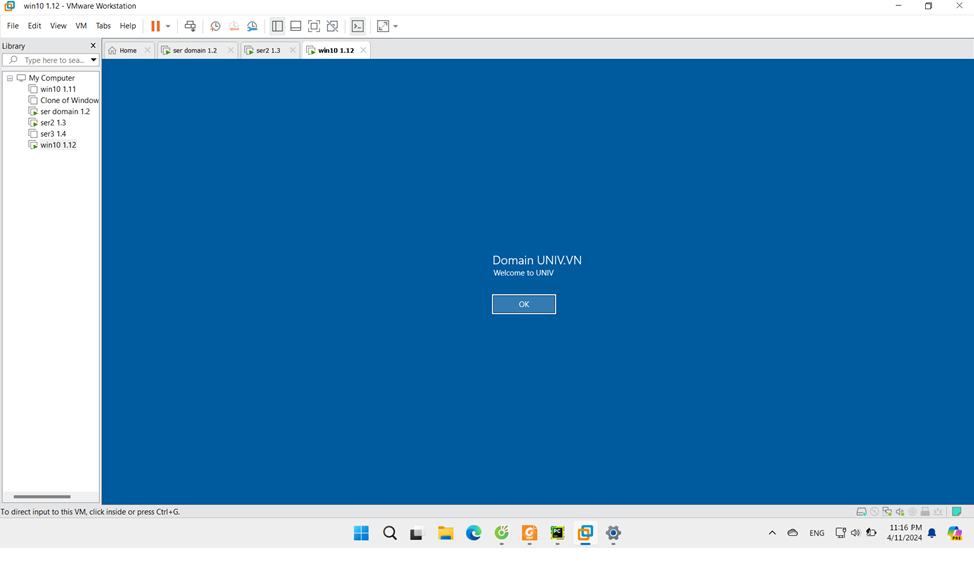 win10 1.12 - VMware Workstation
File Edit View VM Tabs Help
Library
Type here to sea...
Home
ser domain 1.2
ser2 1.3
win10 1.12
My Computer
win10 1.11
Clone of Window
ser domain 1.2
ser2 1.3
ser3 1.4
win10 1.12
Domain UNIV.VN
Welcome to UNIV
OK
To direct input to this VM, click inside or press Ctrl+G.
ENG
11:16 PM
4/11/2024